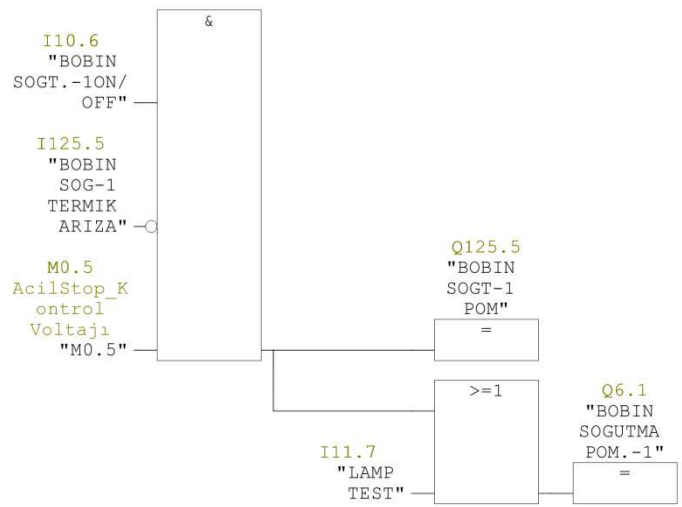 &
I10.6
"BOBIN
SOGT.-1ON/
OFF"
I125.5
"BOBIN
SOG-1
TERMIK
ARIZA"
M0.5
AcilStop_K
ontrol
Voltajı
"M0.5"
Q125.5
"BOBIN
SOGT-1
POM"
=
>=1
I11.7
"LAMP
TEST"
Q6.1
"BOBIN
SOGUTMA
POM.-1"
=